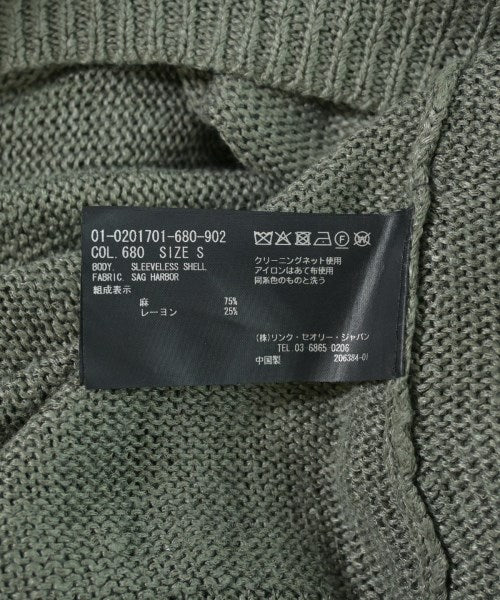 01-0201701-680-902
COL. 680 SIZE S
BODY. SLEEVELESS SHELL
FABRIC. SAG HARBOR
組成表示
麻 75%
レーヨン 25%
クリーニングネット使用
アイロンはあて布使用
同系色のものと洗う
(株)リンク・セオリー・ジャパン
TEL 03 6865 0206
中国製 206384-01